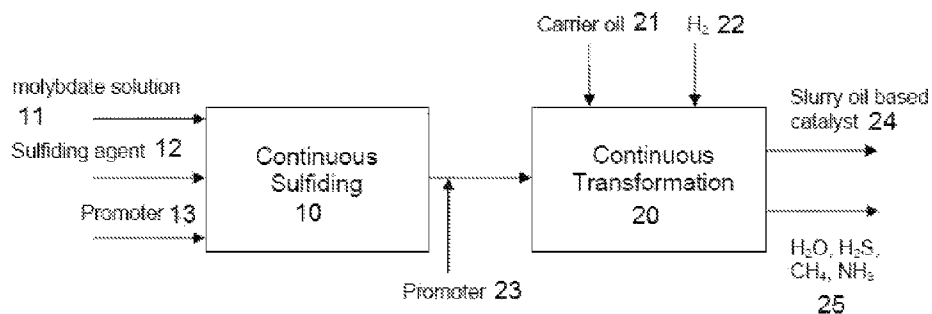 Carrier oil 21
H₂ 22
molybdate solution
11
Sulfiding agent 12
Promoter 13
Continuous
Sulfiding
10
Promoter 23
Continuous
Transformation
20
Slurry oil based
catalyst 24
H₂O, H₂S,
CH₄, NH₃
25